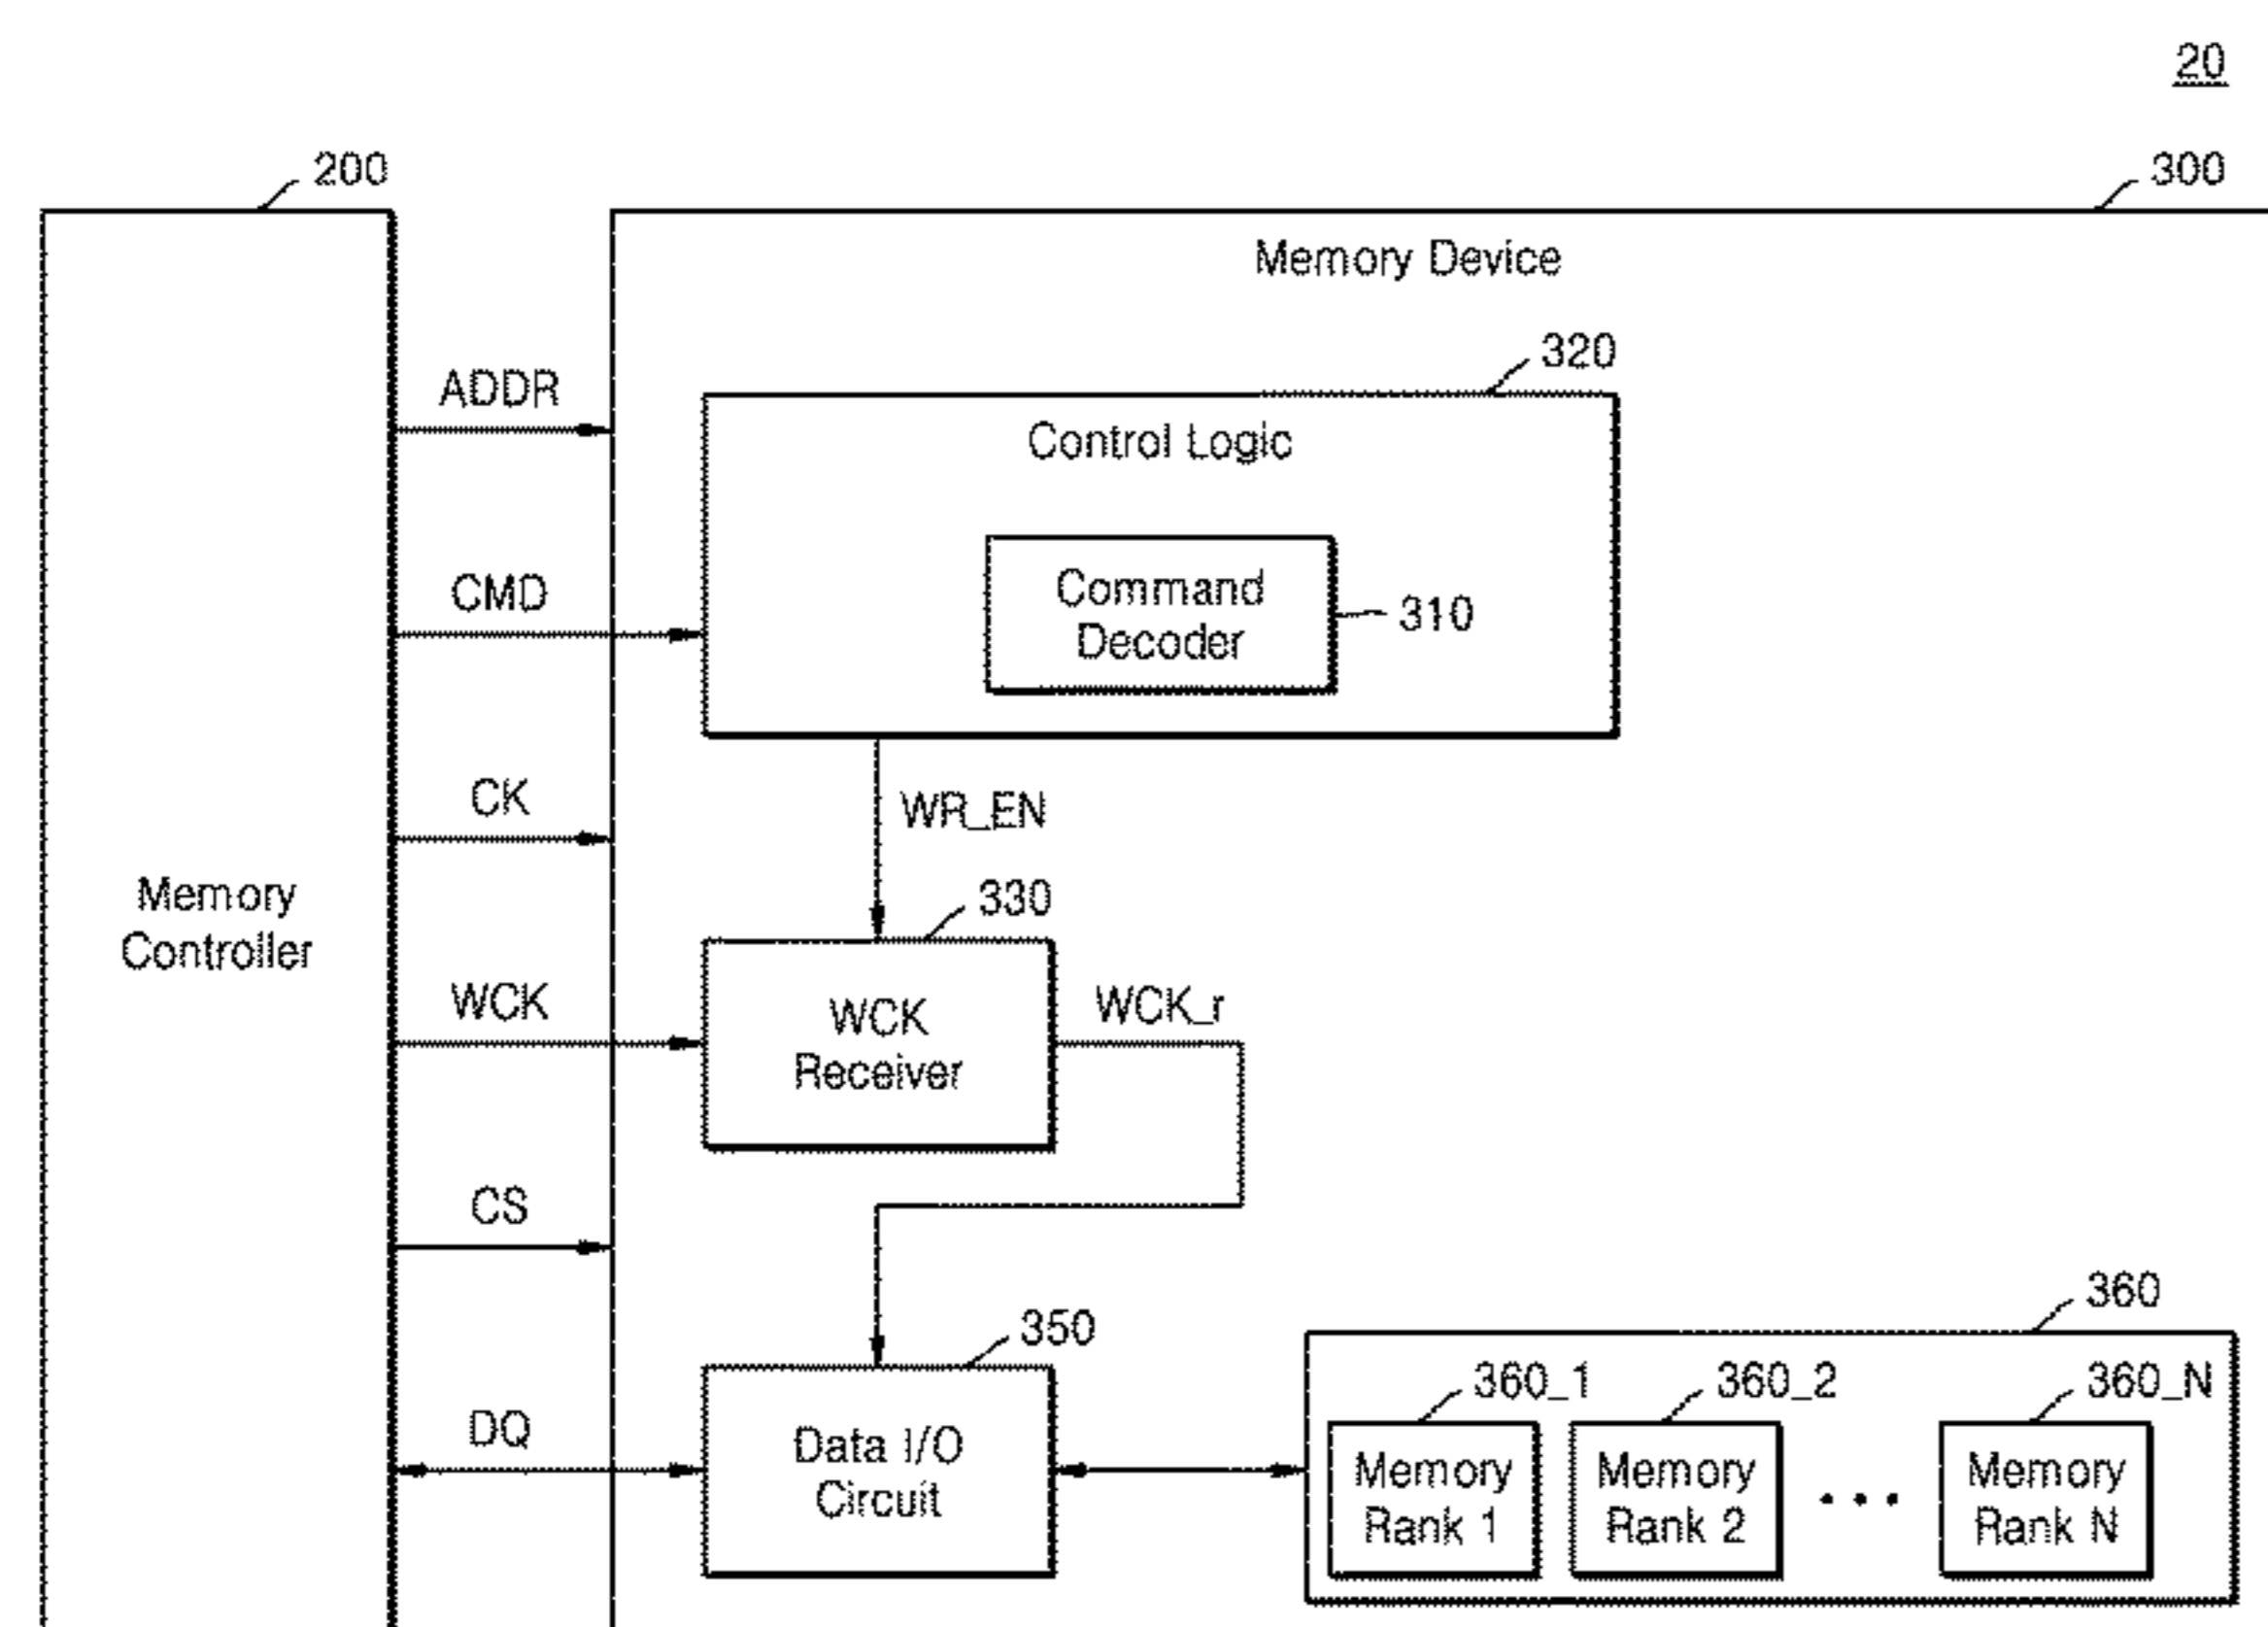 20
200
300
Memory Device
320
ADDR
Control Logic
CMD
Command
Decoder
310
CK
WR_EN
Memory
Controller
330
WCK
WCK
Receiver
WCK_r
CS
360
350
360_1
360_2
360_N
DQ
Data I/O
Circuit
Memory
Rank 1
Memory
Rank 2
• • •
Memory
Rank N